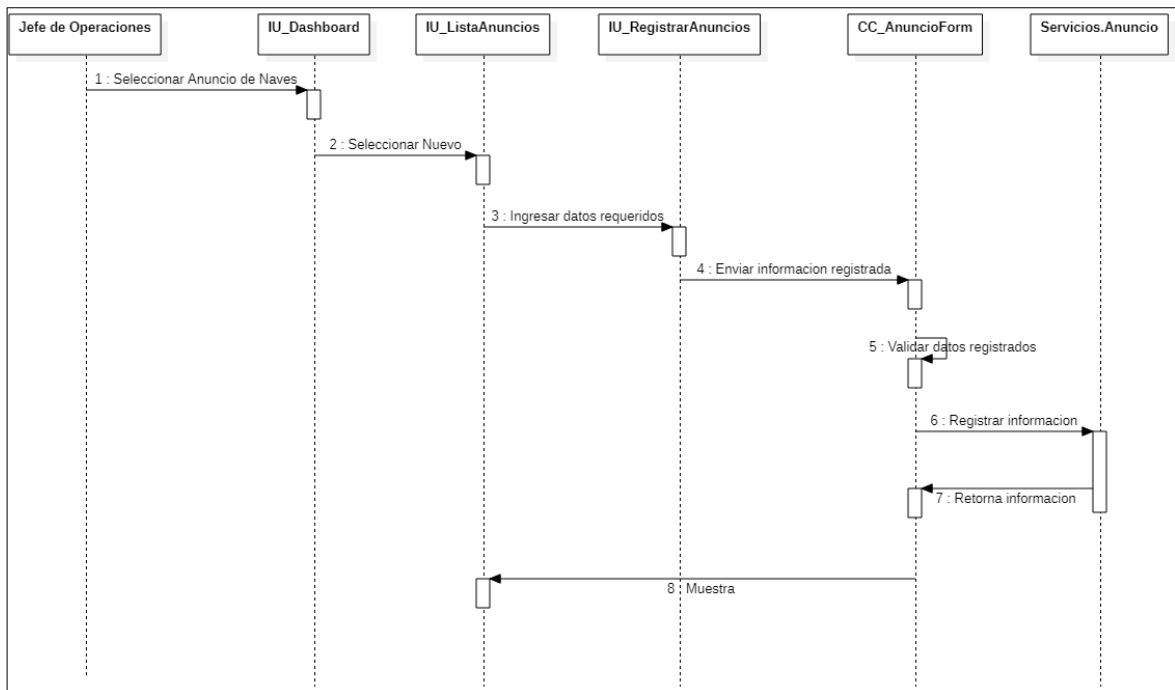 Jefe de Operaciones
IU_Dashboard
IU_ListaAnuncios
IU_RegistrarAnuncios
CC_AnuncioForm
Servicios.Anuncio
1 : Seleccionar Anuncio de Naves
2 : Seleccionar Nuevo
3 : Ingresar datos requeridos
4 : Enviar informacion registrada
5 : Validar datos registrados
6 : Registrar informacion
7 : Retorna informacion
8 : Muestra